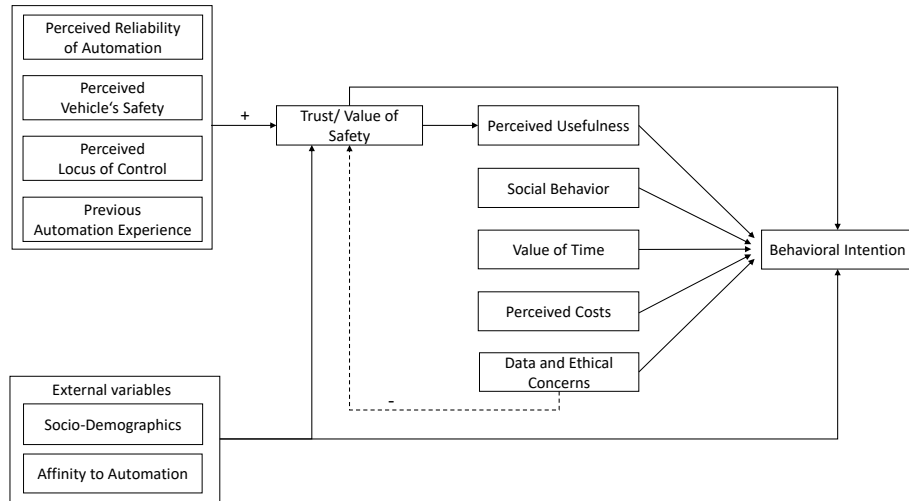 Perceived Reliability
of Automation
Perceived
Vehicle's Safety
Perceived
Locus of Control
Previous
Automation Experience
+
Trust/ Value of
Safety
Perceived Usefulness
Social Behavior
Value of Time
Perceived Costs
Data and Ethical
Concerns
Behavioral Intention
-
External variables
Socio-Demographics
Affinity to Automation